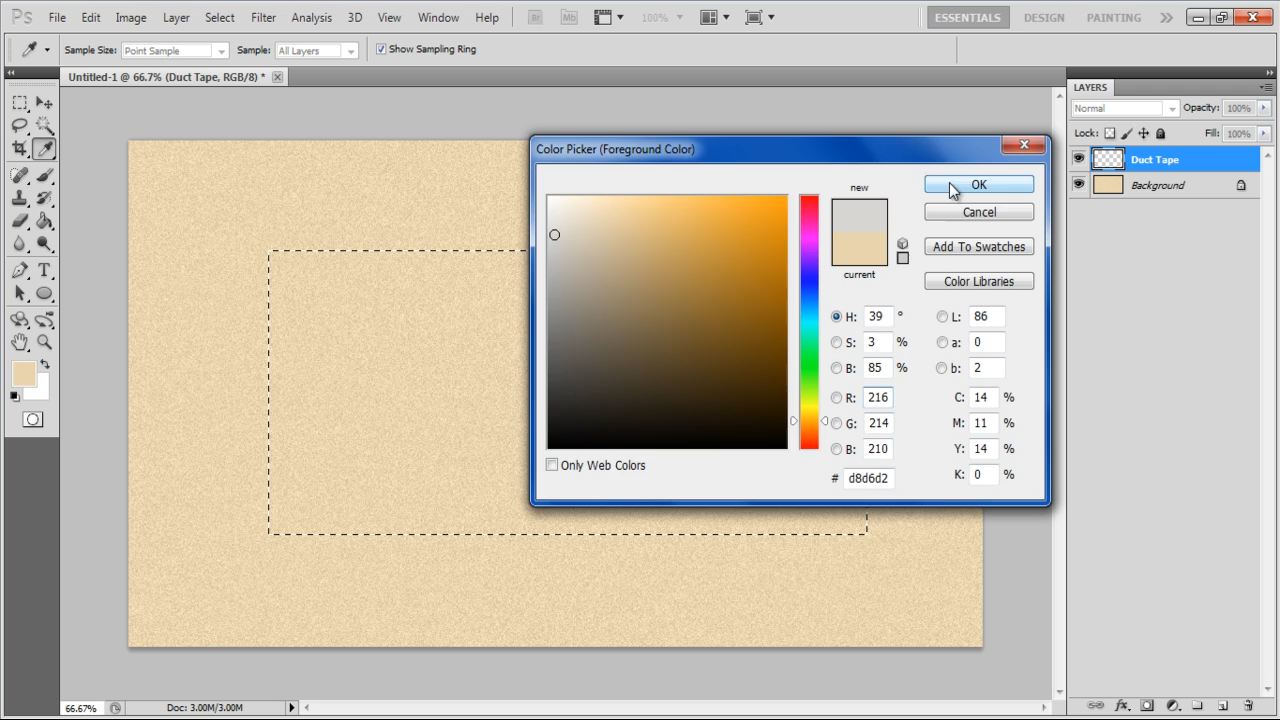 Ps File Edit Image Layer Select Filter Analysis 3D View Window Help Br Mb 100% ESSENTIALS DESIGN PAINTING
Sample Size: Point Sample Sample: All Layers Show Sampling Ring
Untitled-1 @ 66.7% (Duct Tape, RGB/8) *
LAYERS
Normal Opacity: 100%
Lock: Fill: 100%
Duct Tape
Background
Color Picker (Foreground Color)
new
current
OK
Cancel
Add To Swatches
Color Libraries
H: 39 ° L: 86
S: 3 % a: 0
B: 85 % b: 2
R: 216 C: 14 %
G: 214 M: 11 %
B: 210 Y: 14 %
# d8d6d2 K: 0 %
Only Web Colors
T
66.67% Doc: 3.00M/3.00M
fx